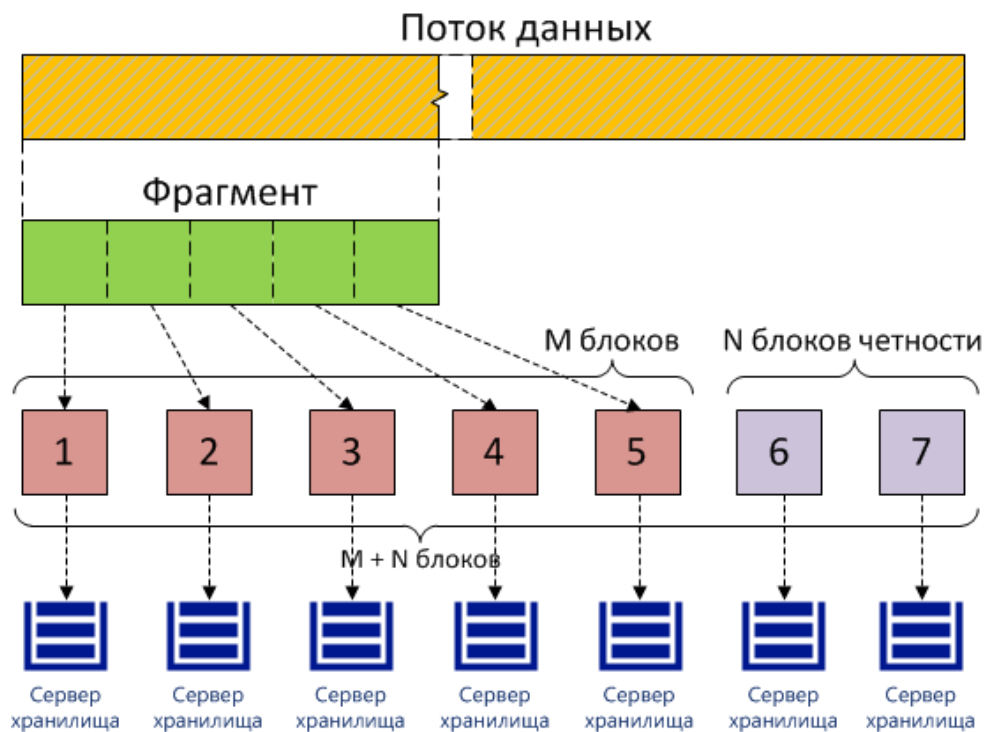 Поток данных
Фрагмент
М блоков
N блоков четности
1
2
3
4
5
6
7
М + N блоков
Сервер
хранилища
Сервер
хранилища
Сервер
хранилища
Сервер
хранилища
Сервер
хранилища
Сервер
хранилища
Сервер
хранилища